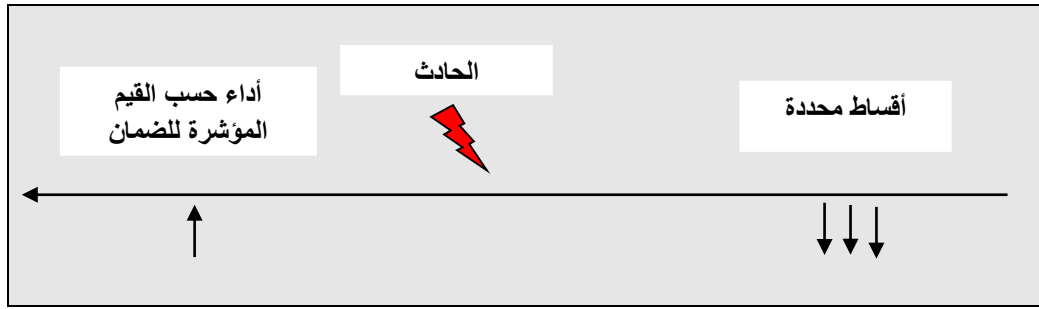 أقساط محددة
الحادث
أداء حسب القيم
المؤشرة للضمان